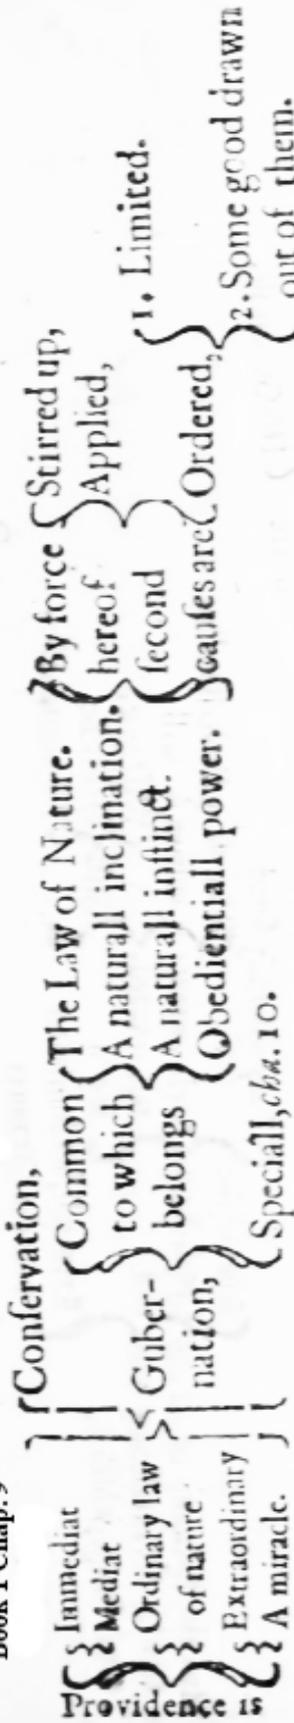 Book 1 Chap. 9
Providence is
Immediat
Mediat
Ordinary law
of nature
Extraordinary
A miracle.
Conſervation,
Guber-
nation,
Common
to which
belongs
The Law of Nature.
A naturall inclination.
A naturall inſtinct.
Obedientiall power.
By force
hereof
ſecond
cauſes are
Stirred up,
Applied,
Ordered,
1. Limited.
2. Some good drawn
out of them.
Speciall, cha. 10.